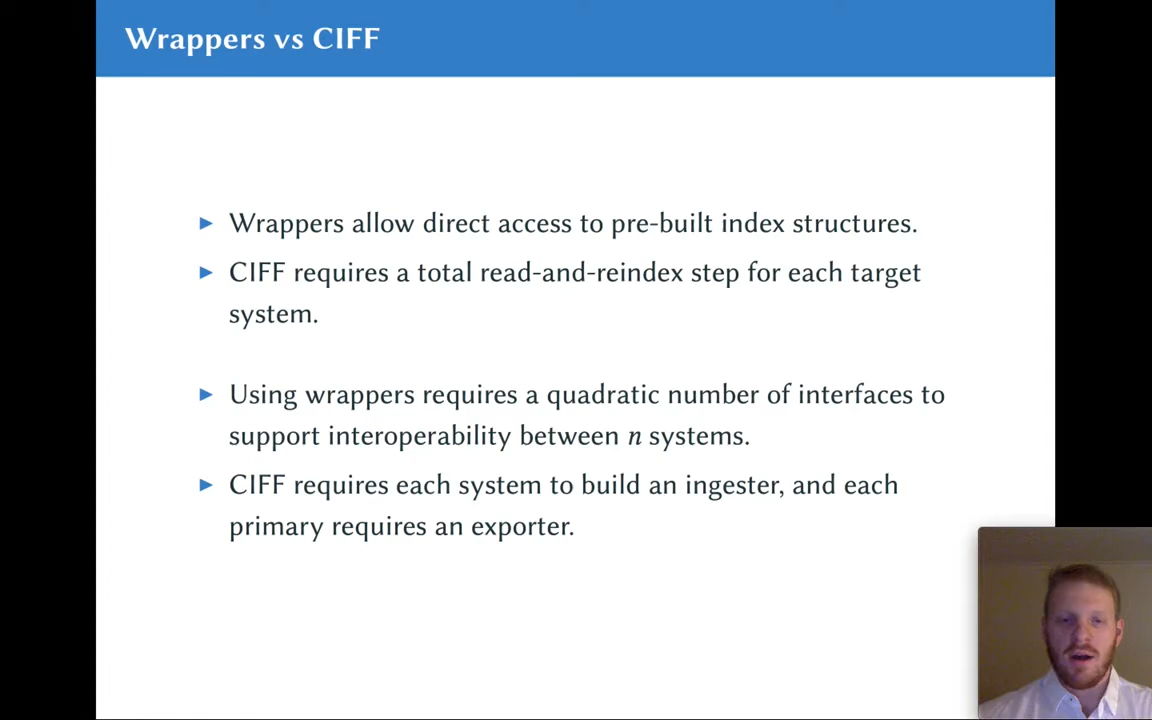 Wrappers vs CIFF
▶ Wrappers allow direct access to pre-built index structures.
▶ CIFF requires a total read-and-reindex step for each target
system.
▶ Using wrappers requires a quadratic number of interfaces to
support interoperability between n systems.
▶ CIFF requires each system to build an ingester, and each
primary requires an exporter.